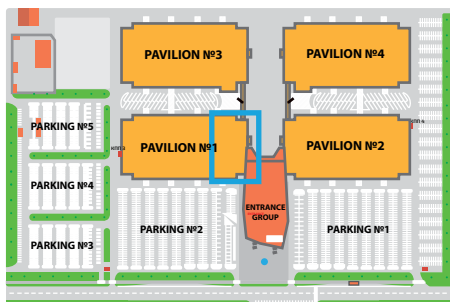 PAVILION №3
PAVILION №4
PARKING №5
PAVILION №1
PAVILION №2
PARKING №4
ENTRANCE
GROUP
PARKING №3
PARKING №2
PARKING №1